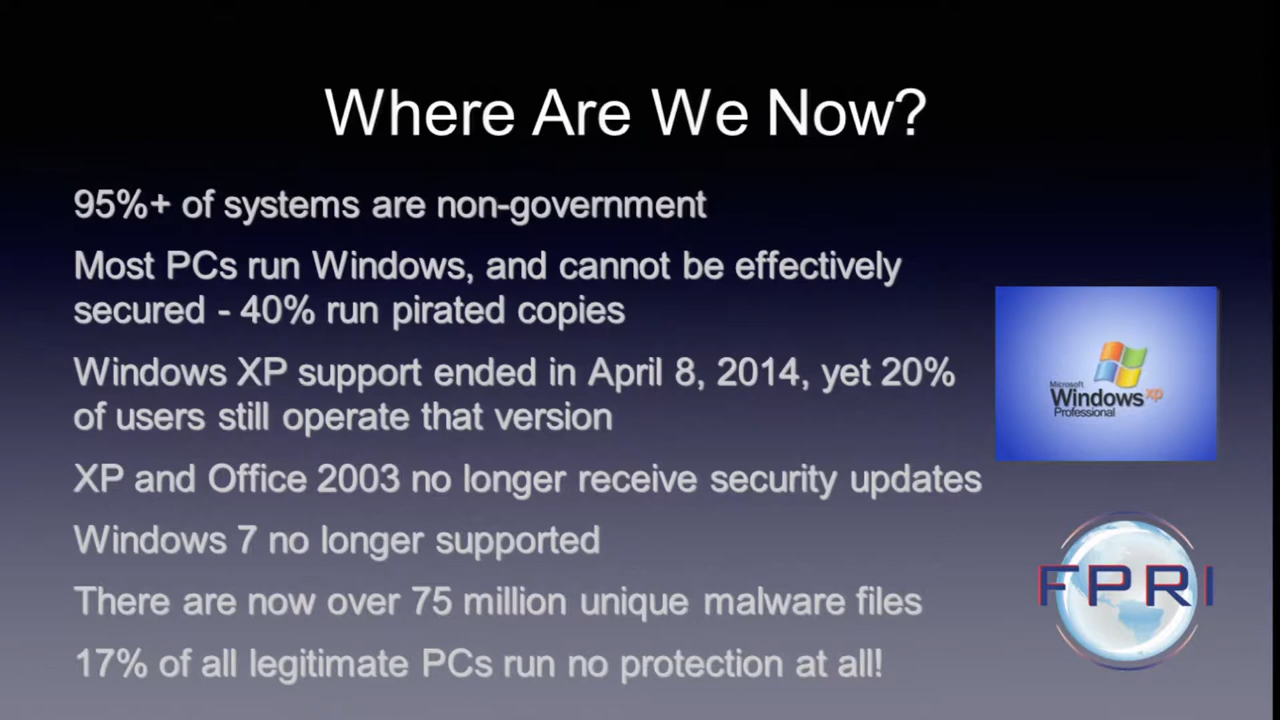 Where Are We Now?
95%+ of systems are non-government
Most PCs run Windows, and cannot be effectively
secured - 40% run pirated copies
Windows XP support ended in April 8, 2014, yet 20%
of users still operate that version
XP and Office 2003 no longer receive security updates
Windows 7 no longer supported
There are now over 75 million unique malware files
17% of all legitimate PCs run no protection at all!
Microsoft
Windows xp
Professional
FPRI